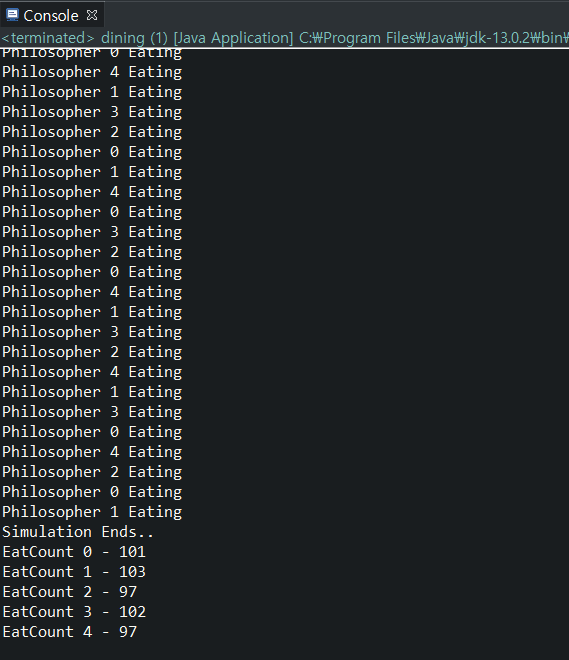 Console
<terminated> dining (1) [Java Application] C:₩Program Files₩Java₩jdk-13.0.2₩bin₩
Philosopher 0 Eating
Philosopher 4 Eating
Philosopher 1 Eating
Philosopher 3 Eating
Philosopher 2 Eating
Philosopher 0 Eating
Philosopher 1 Eating
Philosopher 4 Eating
Philosopher 0 Eating
Philosopher 3 Eating
Philosopher 2 Eating
Philosopher 0 Eating
Philosopher 4 Eating
Philosopher 1 Eating
Philosopher 3 Eating
Philosopher 2 Eating
Philosopher 4 Eating
Philosopher 1 Eating
Philosopher 3 Eating
Philosopher 0 Eating
Philosopher 4 Eating
Philosopher 2 Eating
Philosopher 0 Eating
Philosopher 1 Eating
Simulation Ends..
EatCount 0 - 101
EatCount 1 - 103
EatCount 2 - 97
EatCount 3 - 102
EatCount 4 - 97